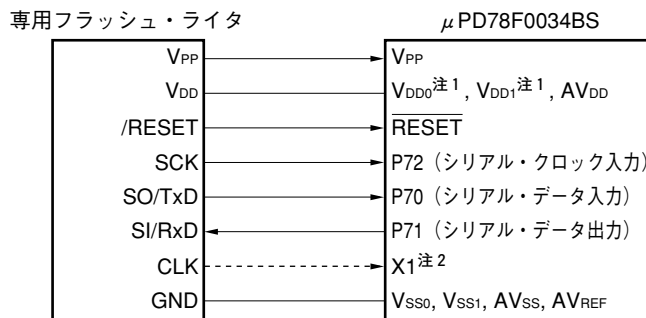 専用フラッシュ・ライタ μPD78F0034BS
VPP VPP
VDD VDD0注1, VDD1注1, AVDD
/RESET RESET
SCK P72（シリアル・クロック入力）
SO/TxD P70（シリアル・データ入力）
SI/RxD P71（シリアル・データ出力）
CLK X1注2
GND VSS0, VSS1, AVSS, AVREF